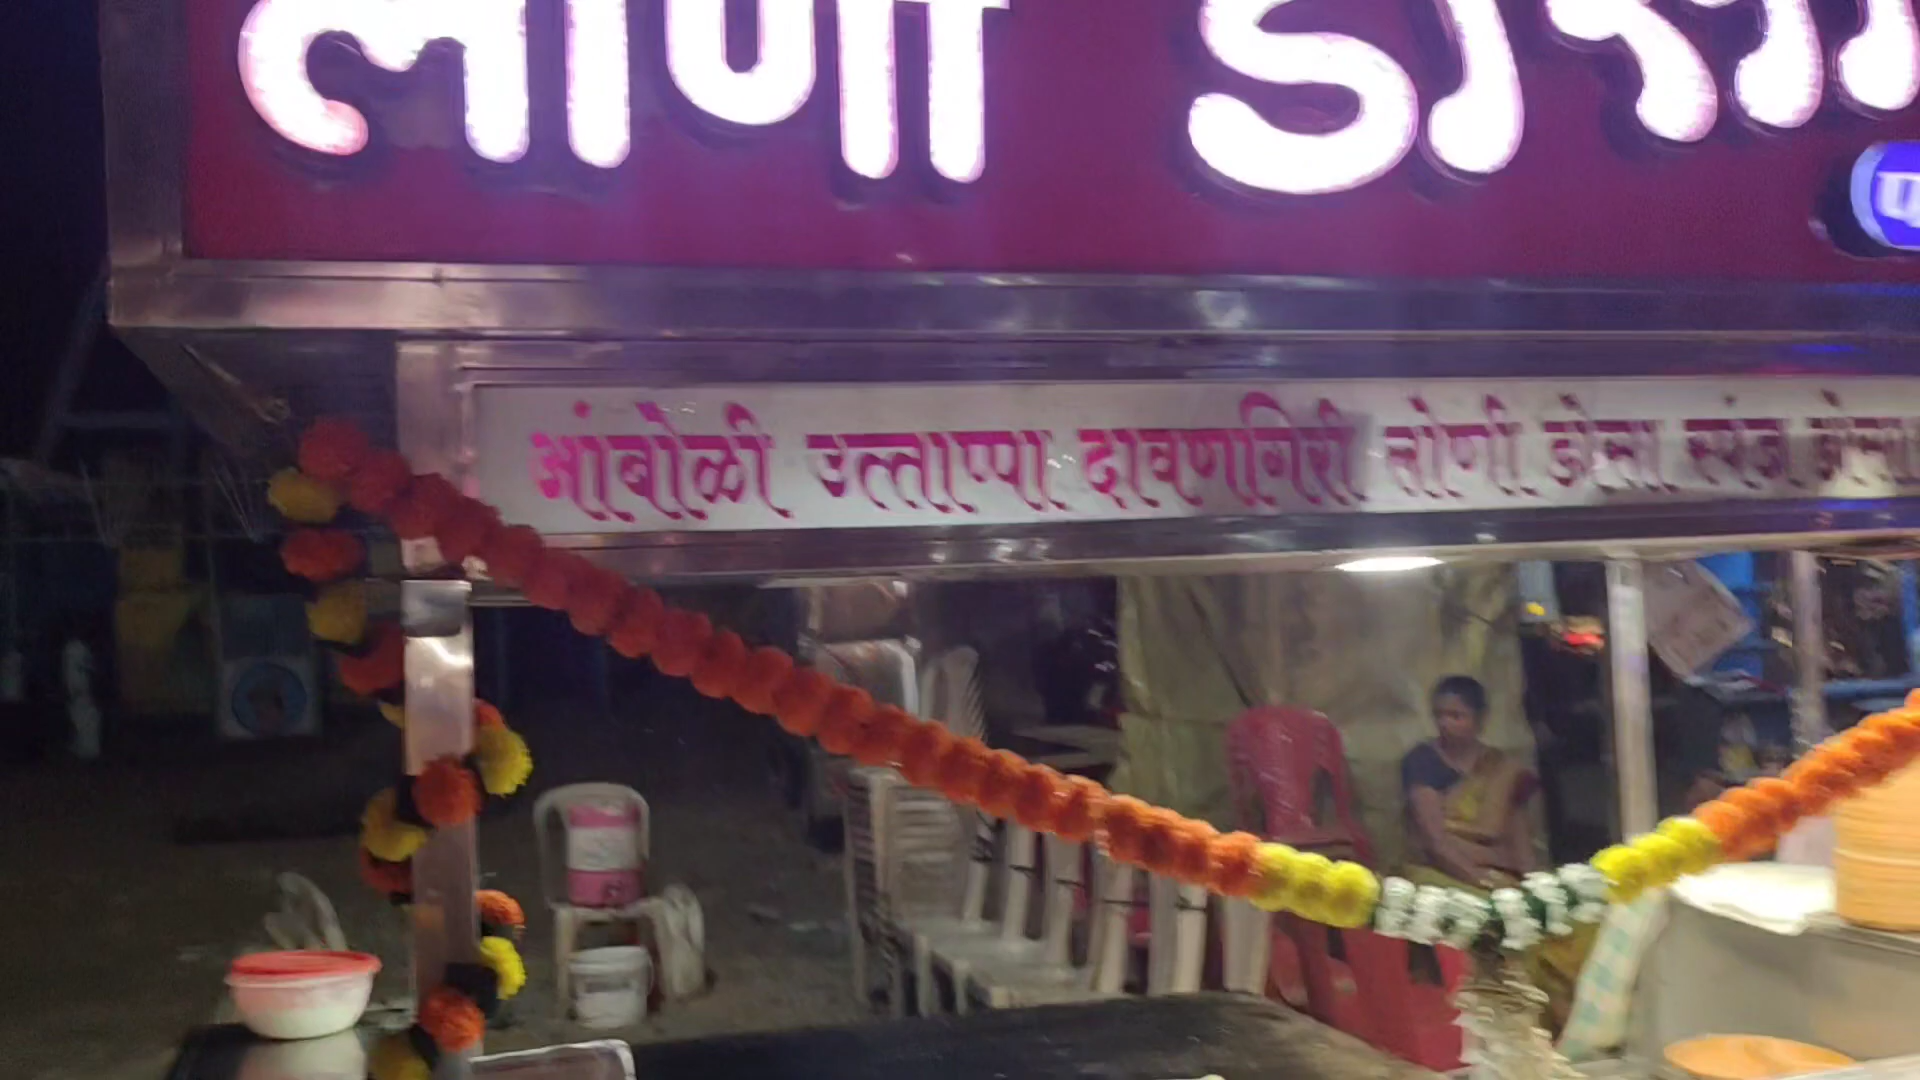 लोणी डोसा
आंबोळी उत्ताप्पा दावणगिरी लोणी डोसा स्पंज डोसा